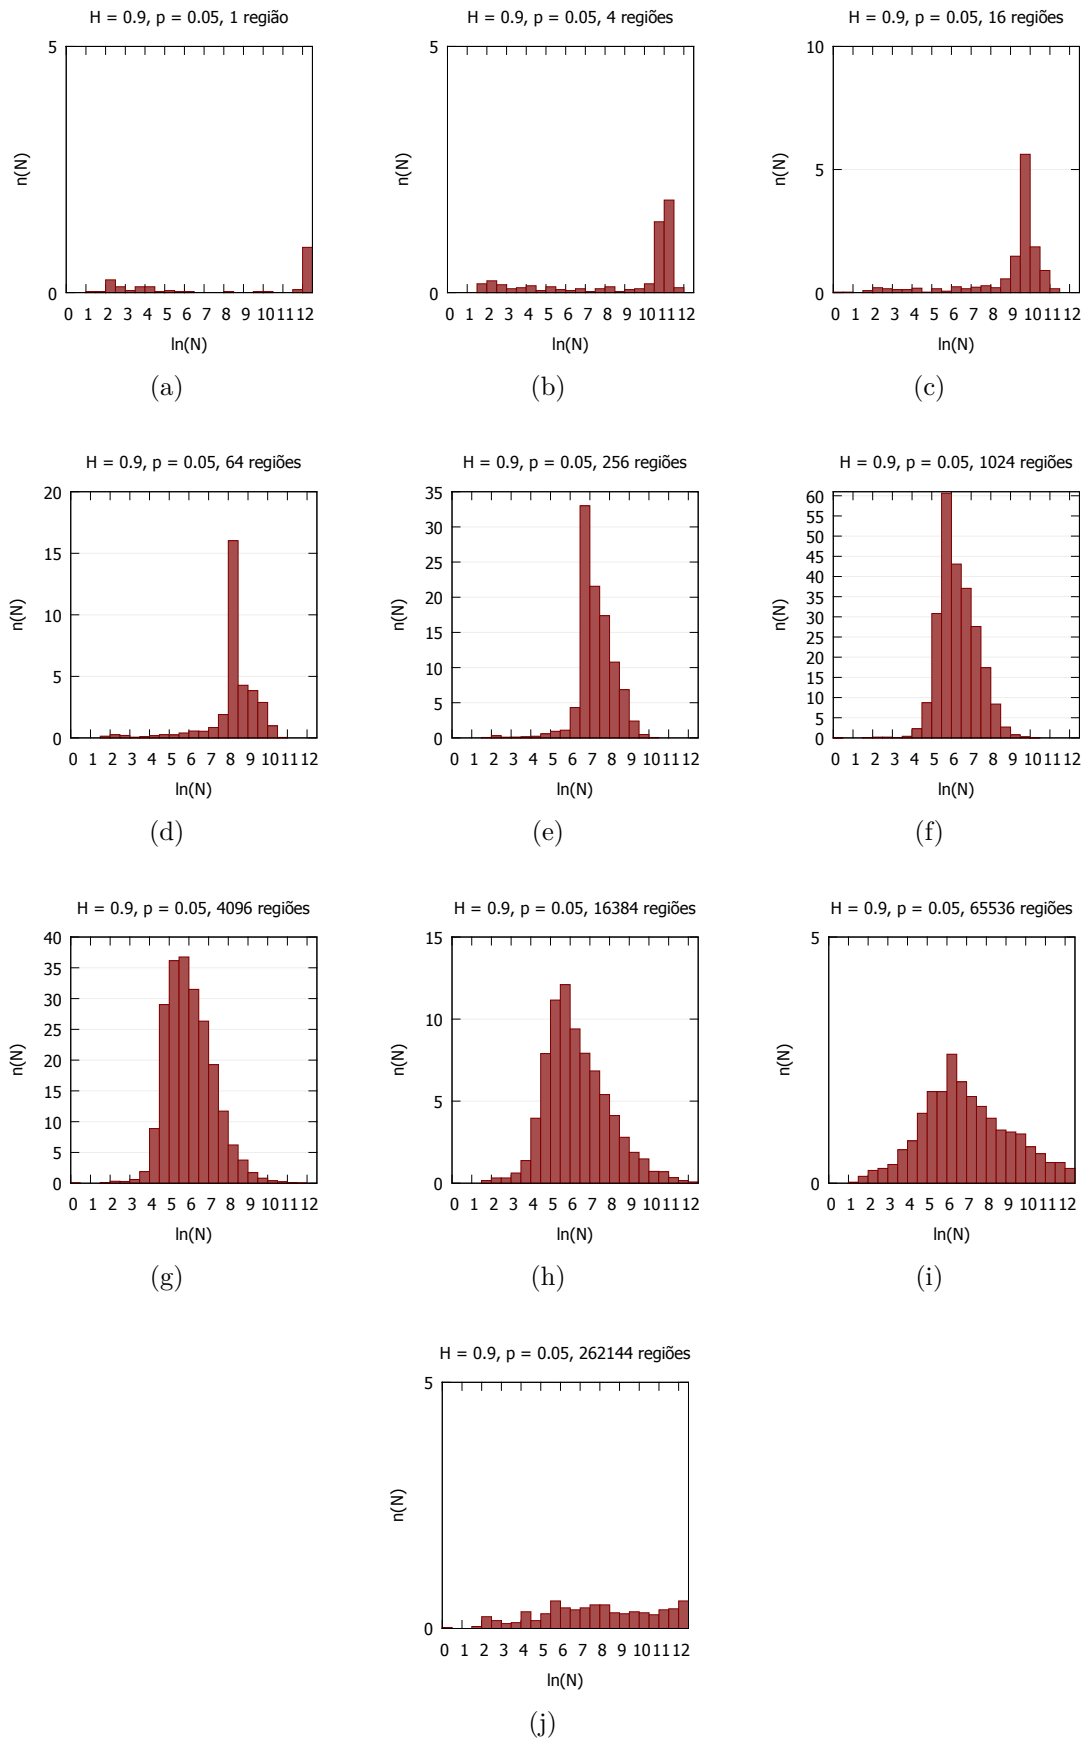 H = 0.9, p = 0.05, 1 região
5
0
n(N)
0 1 2 3 4 5 6 7 8 9 10 11 12
ln(N)
(a)
H = 0.9, p = 0.05, 4 regiões
5
0
n(N)
0 1 2 3 4 5 6 7 8 9 10 11 12
ln(N)
(b)
H = 0.9, p = 0.05, 16 regiões
10
5
0
n(N)
0 1 2 3 4 5 6 7 8 9 10 11 12
ln(N)
(c)
H = 0.9, p = 0.05, 64 regiões
20
15
10
5
0
n(N)
0 1 2 3 4 5 6 7 8 9 10 11 12
ln(N)
(d)
H = 0.9, p = 0.05, 256 regiões
35
30
25
20
15
10
5
0
n(N)
0 1 2 3 4 5 6 7 8 9 10 11 12
ln(N)
(e)
H = 0.9, p = 0.05, 1024 regiões
60
55
50
45
40
35
30
25
20
15
10
5
0
n(N)
0 1 2 3 4 5 6 7 8 9 10 11 12
ln(N)
(f)
H = 0.9, p = 0.05, 4096 regiões
40
35
30
25
20
15
10
5
0
n(N)
0 1 2 3 4 5 6 7 8 9 10 11 12
ln(N)
(g)
H = 0.9, p = 0.05, 16384 regiões
15
10
5
0
n(N)
0 1 2 3 4 5 6 7 8 9 10 11 12
ln(N)
(h)
H = 0.9, p = 0.05, 65536 regiões
5
0
n(N)
0 1 2 3 4 5 6 7 8 9 10 11 12
ln(N)
(i)
H = 0.9, p = 0.05, 262144 regiões
5
0
n(N)
0 1 2 3 4 5 6 7 8 9 10 11 12
ln(N)
(j)